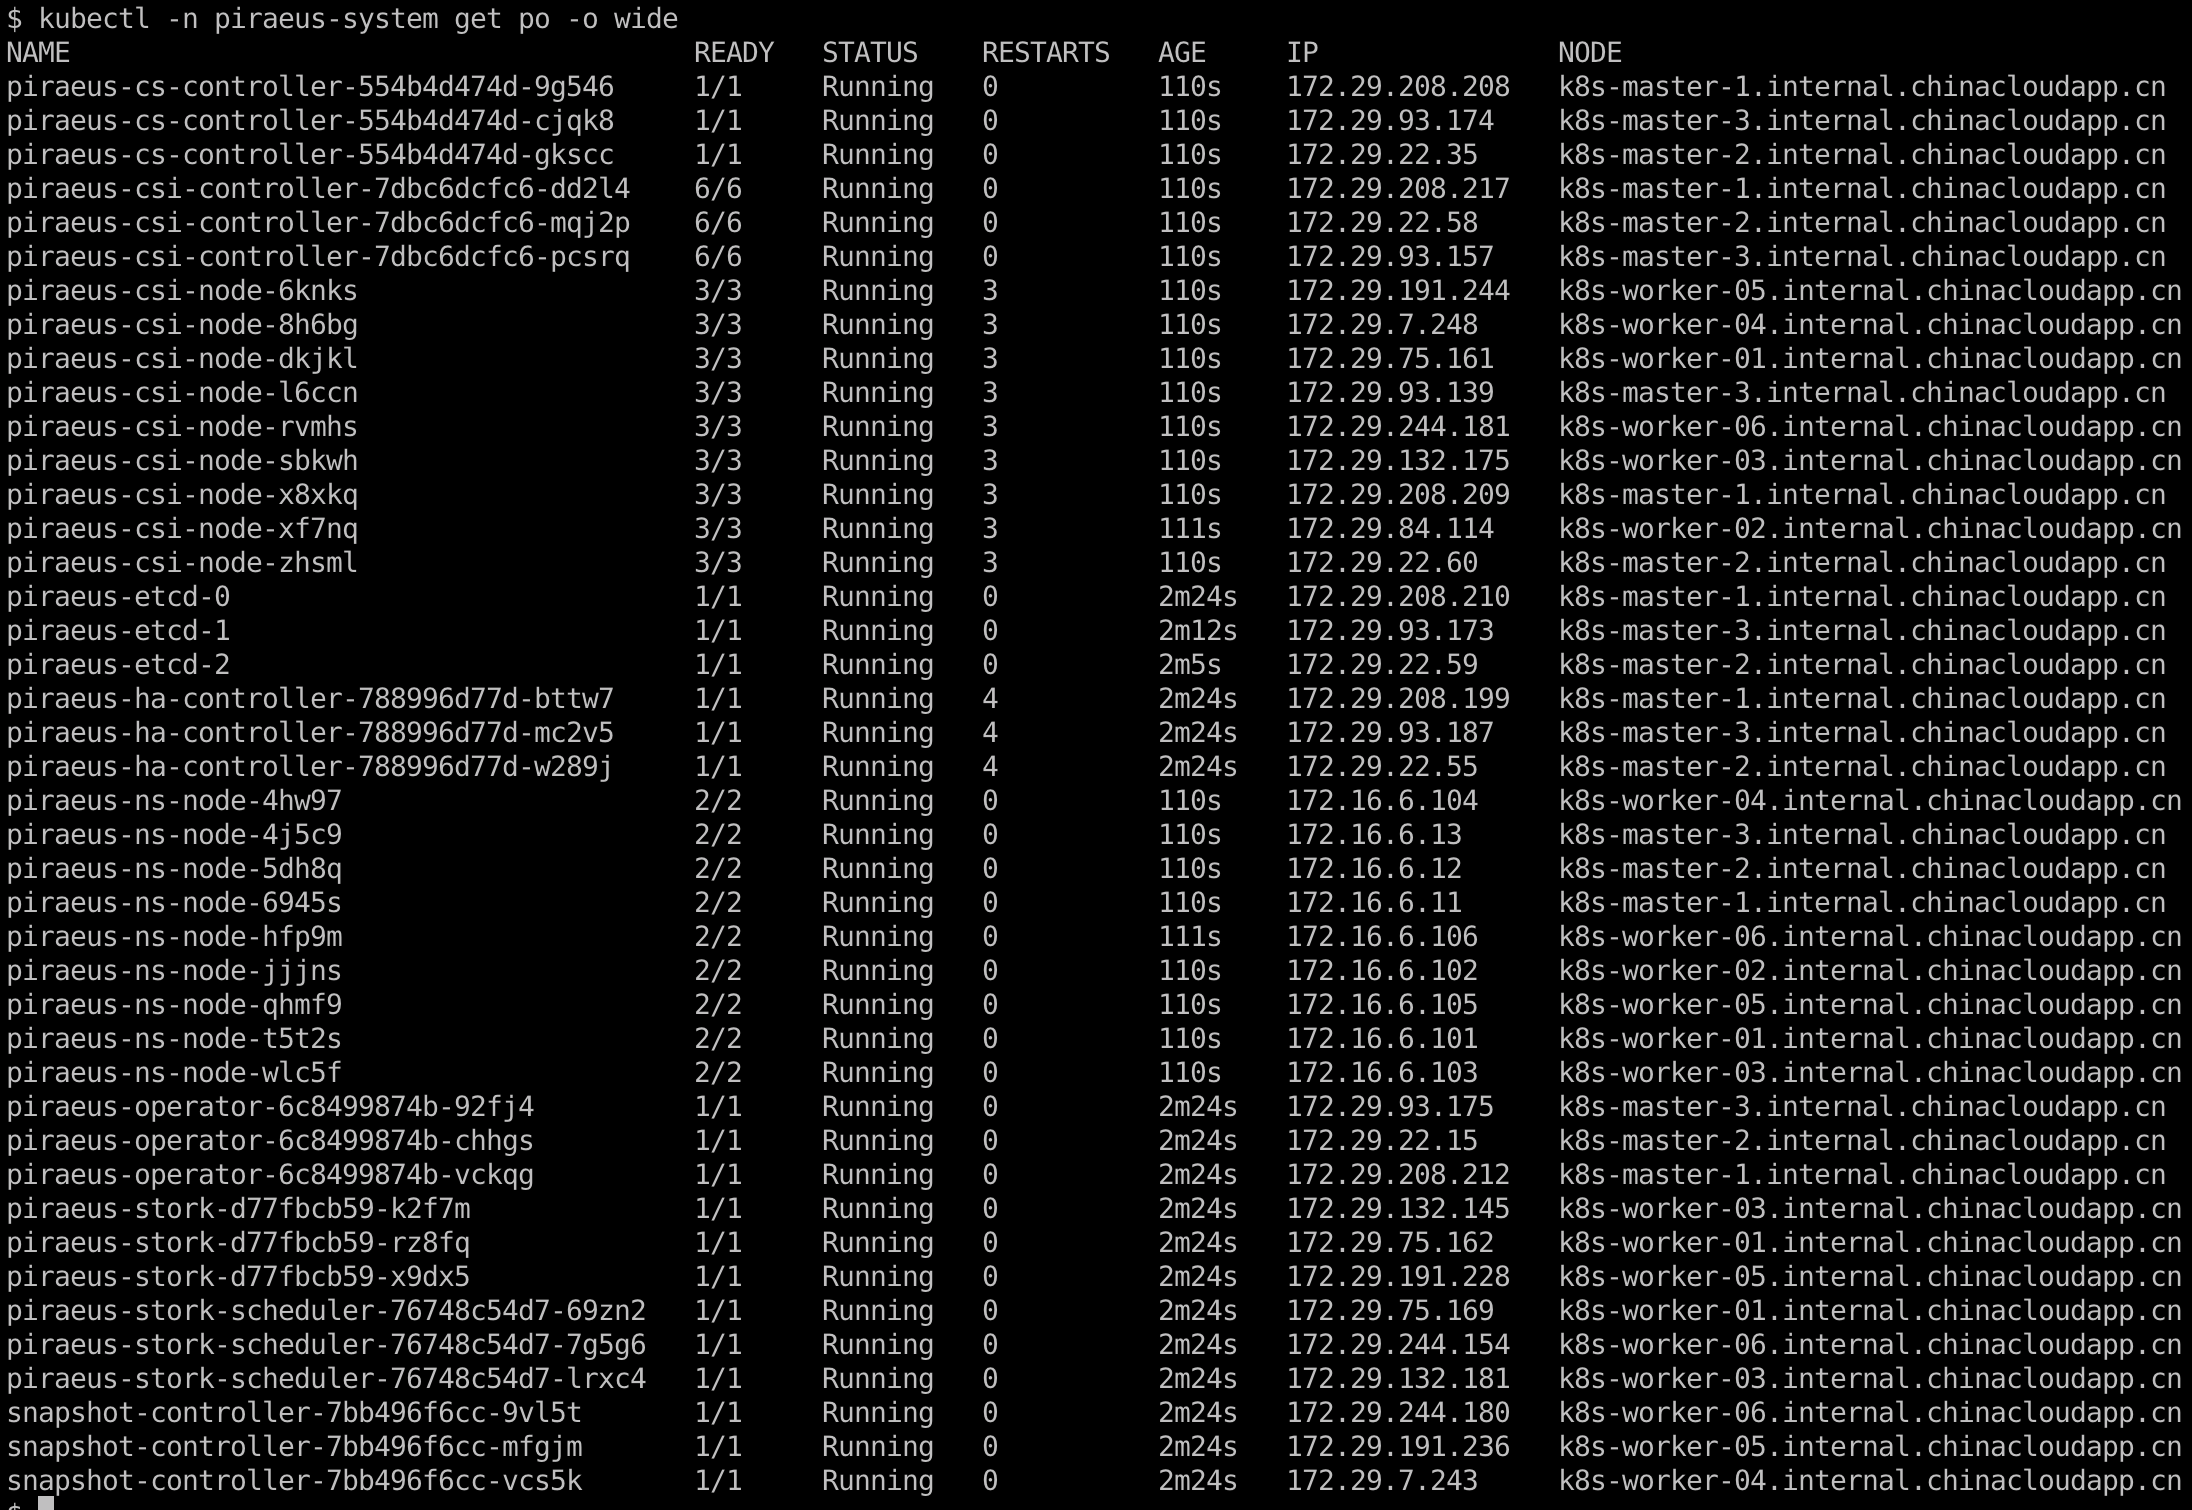 $ kubectl -n piraeus-system get po -o wide
NAME                                       READY   STATUS    RESTARTS   AGE     IP               NODE
piraeus-cs-controller-554b4d474d-9g546     1/1     Running   0          110s    172.29.208.208   k8s-master-1.internal.chinacloudapp.cn
piraeus-cs-controller-554b4d474d-cjqk8     1/1     Running   0          110s    172.29.93.174    k8s-master-3.internal.chinacloudapp.cn
piraeus-cs-controller-554b4d474d-gkscc     1/1     Running   0          110s    172.29.22.35     k8s-master-2.internal.chinacloudapp.cn
piraeus-csi-controller-7dbc6dcfc6-dd2l4    6/6     Running   0          110s    172.29.208.217   k8s-master-1.internal.chinacloudapp.cn
piraeus-csi-controller-7dbc6dcfc6-mqj2p    6/6     Running   0          110s    172.29.22.58     k8s-master-2.internal.chinacloudapp.cn
piraeus-csi-controller-7dbc6dcfc6-pcsrq    6/6     Running   0          110s    172.29.93.157    k8s-master-3.internal.chinacloudapp.cn
piraeus-csi-node-6knks                     3/3     Running   3          110s    172.29.191.244   k8s-worker-05.internal.chinacloudapp.cn
piraeus-csi-node-8h6bg                     3/3     Running   3          110s    172.29.7.248     k8s-worker-04.internal.chinacloudapp.cn
piraeus-csi-node-dkjkl                     3/3     Running   3          110s    172.29.75.161    k8s-worker-01.internal.chinacloudapp.cn
piraeus-csi-node-l6ccn                     3/3     Running   3          110s    172.29.93.139    k8s-master-3.internal.chinacloudapp.cn
piraeus-csi-node-rvmhs                     3/3     Running   3          110s    172.29.244.181   k8s-worker-06.internal.chinacloudapp.cn
piraeus-csi-node-sbkwh                     3/3     Running   3          110s    172.29.132.175   k8s-worker-03.internal.chinacloudapp.cn
piraeus-csi-node-x8xkq                     3/3     Running   3          110s    172.29.208.209   k8s-master-1.internal.chinacloudapp.cn
piraeus-csi-node-xf7nq                     3/3     Running   3          111s    172.29.84.114    k8s-worker-02.internal.chinacloudapp.cn
piraeus-csi-node-zhsml                     3/3     Running   3          110s    172.29.22.60     k8s-master-2.internal.chinacloudapp.cn
piraeus-etcd-0                             1/1     Running   0          2m24s   172.29.208.210   k8s-master-1.internal.chinacloudapp.cn
piraeus-etcd-1                             1/1     Running   0          2m12s   172.29.93.173    k8s-master-3.internal.chinacloudapp.cn
piraeus-etcd-2                             1/1     Running   0          2m5s    172.29.22.59     k8s-master-2.internal.chinacloudapp.cn
piraeus-ha-controller-788996d77d-bttw7     1/1     Running   4          2m24s   172.29.208.199   k8s-master-1.internal.chinacloudapp.cn
piraeus-ha-controller-788996d77d-mc2v5     1/1     Running   4          2m24s   172.29.93.187    k8s-master-3.internal.chinacloudapp.cn
piraeus-ha-controller-788996d77d-w289j     1/1     Running   4          2m24s   172.29.22.55     k8s-master-2.internal.chinacloudapp.cn
piraeus-ns-node-4hw97                      2/2     Running   0          110s    172.16.6.104     k8s-worker-04.internal.chinacloudapp.cn
piraeus-ns-node-4j5c9                      2/2     Running   0          110s    172.16.6.13      k8s-master-3.internal.chinacloudapp.cn
piraeus-ns-node-5dh8q                      2/2     Running   0          110s    172.16.6.12      k8s-master-2.internal.chinacloudapp.cn
piraeus-ns-node-6945s                      2/2     Running   0          110s    172.16.6.11      k8s-master-1.internal.chinacloudapp.cn
piraeus-ns-node-hfp9m                      2/2     Running   0          111s    172.16.6.106     k8s-worker-06.internal.chinacloudapp.cn
piraeus-ns-node-jjjns                      2/2     Running   0          110s    172.16.6.102     k8s-worker-02.internal.chinacloudapp.cn
piraeus-ns-node-qhmf9                      2/2     Running   0          110s    172.16.6.105     k8s-worker-05.internal.chinacloudapp.cn
piraeus-ns-node-t5t2s                      2/2     Running   0          110s    172.16.6.101     k8s-worker-01.internal.chinacloudapp.cn
piraeus-ns-node-wlc5f                      2/2     Running   0          110s    172.16.6.103     k8s-worker-03.internal.chinacloudapp.cn
piraeus-operator-6c8499874b-92fj4          1/1     Running   0          2m24s   172.29.93.175    k8s-master-3.internal.chinacloudapp.cn
piraeus-operator-6c8499874b-chhgs          1/1     Running   0          2m24s   172.29.22.15     k8s-master-2.internal.chinacloudapp.cn
piraeus-operator-6c8499874b-vckqg          1/1     Running   0          2m24s   172.29.208.212   k8s-master-1.internal.chinacloudapp.cn
piraeus-stork-d77fbcb59-k2f7m              1/1     Running   0          2m24s   172.29.132.145   k8s-worker-03.internal.chinacloudapp.cn
piraeus-stork-d77fbcb59-rz8fq              1/1     Running   0          2m24s   172.29.75.162    k8s-worker-01.internal.chinacloudapp.cn
piraeus-stork-d77fbcb59-x9dx5              1/1     Running   0          2m24s   172.29.191.228   k8s-worker-05.internal.chinacloudapp.cn
piraeus-stork-scheduler-76748c54d7-69zn2   1/1     Running   0          2m24s   172.29.75.169    k8s-worker-01.internal.chinacloudapp.cn
piraeus-stork-scheduler-76748c54d7-7g5g6   1/1     Running   0          2m24s   172.29.244.154   k8s-worker-06.internal.chinacloudapp.cn
piraeus-stork-scheduler-76748c54d7-lrxc4   1/1     Running   0          2m24s   172.29.132.181   k8s-worker-03.internal.chinacloudapp.cn
snapshot-controller-7bb496f6cc-9vl5t       1/1     Running   0          2m24s   172.29.244.180   k8s-worker-06.internal.chinacloudapp.cn
snapshot-controller-7bb496f6cc-mfgjm       1/1     Running   0          2m24s   172.29.191.236   k8s-worker-05.internal.chinacloudapp.cn
snapshot-controller-7bb496f6cc-vcs5k       1/1     Running   0          2m24s   172.29.7.243     k8s-worker-04.internal.chinacloudapp.cn
$